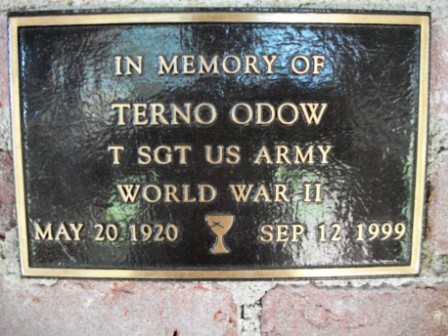 IN MEMORY OF
TERNO ODOW
T SGT US ARMY
WORLD WAR II
MAY 20 1920 SEP 12 1999